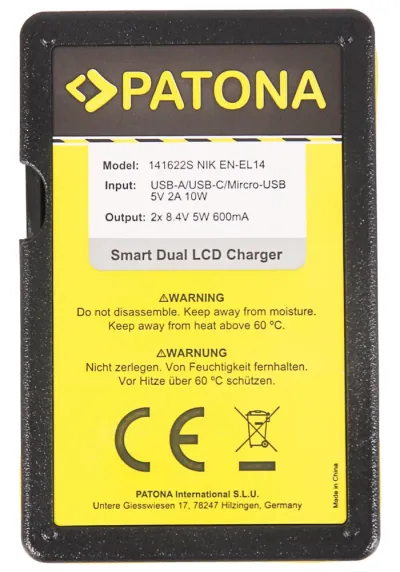 PATONA
Model: 141622S NIK EN-EL14
Input: USB-A/USB-C/Mircro-USB
5V 2A 10W
Output: 2x 8.4V 5W 600mA
Smart Dual LCD Charger
⚠WARNING
Do not disassemble. Keep away from moisture.
Keep away from heat above 60 ºC.
⚠WARNUNG
Nicht zerlegen. Von Feuchtigkeit fernhalten.
Vor Hitze über 60 ºC schützen.
CE
PATONA International S.L.U.
Untere Giesswiesen 17, 78247 Hilzingen, Germany
Made in China